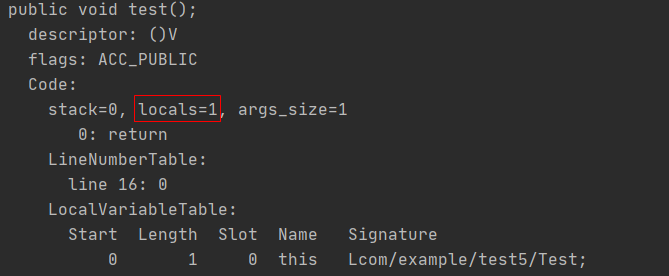 public void test();
descriptor: ()V
flags: ACC_PUBLIC
Code:
stack=0, locals=1, args_size=1
0: return
LineNumberTable:
line 16: 0
LocalVariableTable:
Start  Length  Slot  Name   Signature
0       1     0  this   Lcom/example/test5/Test;